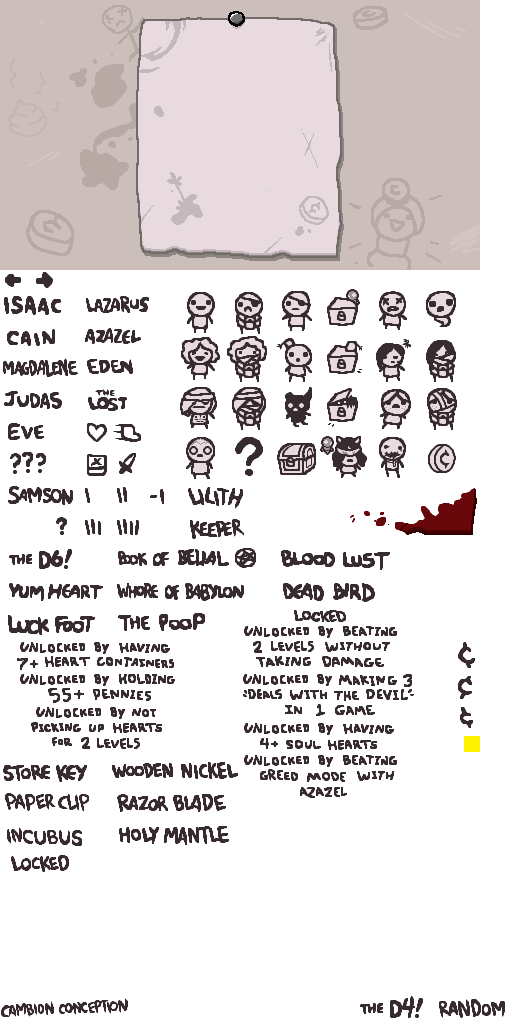 ISAAC LAZARUS
CAIN AZAZEL
MAGDALENE EDEN
JUDAS THE LOST
EVE
??? ?
SAMSON I II -I LILITH
? III IIII KEEPER
THE D6! BOOK OF BELIAL BLOOD LUST
YUM HEART WHORE OF BABYLON DEAD BIRD
LUCK FOOT THE POOP
LOCKED
UNLOCKED BY HAVING
7+ HEART CONTAINERS
UNLOCKED BY HOLDING
55+ PENNIES
UNLOCKED BY NOT
PICKING UP HEARTS
FOR 2 LEVELS
UNLOCKED BY BEATING
2 LEVELS WITHOUT
TAKING DAMAGE
UNLOCKED BY MAKING 3
"DEALS WITH THE DEVIL"
IN 1 GAME
UNLOCKED BY HAVING
4+ SOUL HEARTS
UNLOCKED BY BEATING
GREED MODE WITH
AZAZEL
¢
¢
¢
STORE KEY WOODEN NICKEL
PAPER CLIP RAZOR BLADE
INCUBUS HOLY MANTLE
LOCKED
CAMBION CONCEPTION THE D4! RANDOM